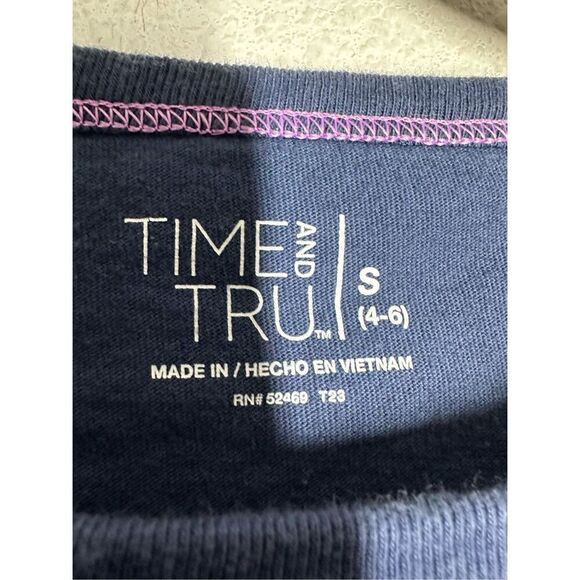 TIME AND
TRU™
S
(4-6)
MADE IN / HECHO EN VIETNAM
RN# 52469 T23